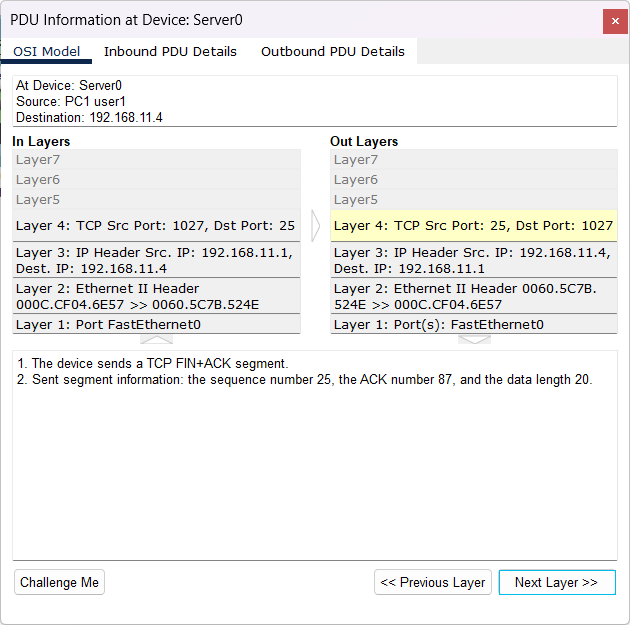 PDU Information at Device: Server0
OSI Model Inbound PDU Details Outbound PDU Details
At Device: Server0
Source: PC1 user1
Destination: 192.168.11.4
In Layers
Layer7
Layer6
Layer5
Layer 4: TCP Src Port: 1027, Dst Port: 25
Layer 3: IP Header Src. IP: 192.168.11.1,
Dest. IP: 192.168.11.4
Layer 2: Ethernet II Header
000C.CF04.6E57 >> 0060.5C7B.524E
Layer 1: Port FastEthernet0
Out Layers
Layer7
Layer6
Layer5
Layer 4: TCP Src Port: 25, Dst Port: 1027
Layer 3: IP Header Src. IP: 192.168.11.4,
Dest. IP: 192.168.11.1
Layer 2: Ethernet II Header 0060.5C7B.
524E >> 000C.CF04.6E57
Layer 1: Port(s): FastEthernet0
1. The device sends a TCP FIN+ACK segment.
2. Sent segment information: the sequence number 25, the ACK number 87, and the data length 20.
Challenge Me
<< Previous Layer
Next Layer >>